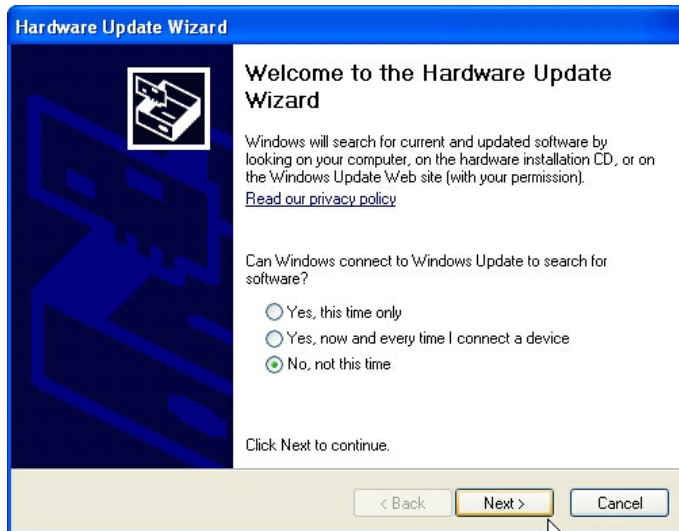 Hardware Update Wizard
Welcome to the Hardware Update
Wizard
Windows will search for current and updated software by
looking on your computer, on the hardware installation CD, or on
the Windows Update Web site (with your permission).
Read our privacy policy
Can Windows connect to Windows Update to search for
software?
Yes, this time only
Yes, now and every time I connect a device
No, not this time
Click Next to continue.
< Back Next > Cancel